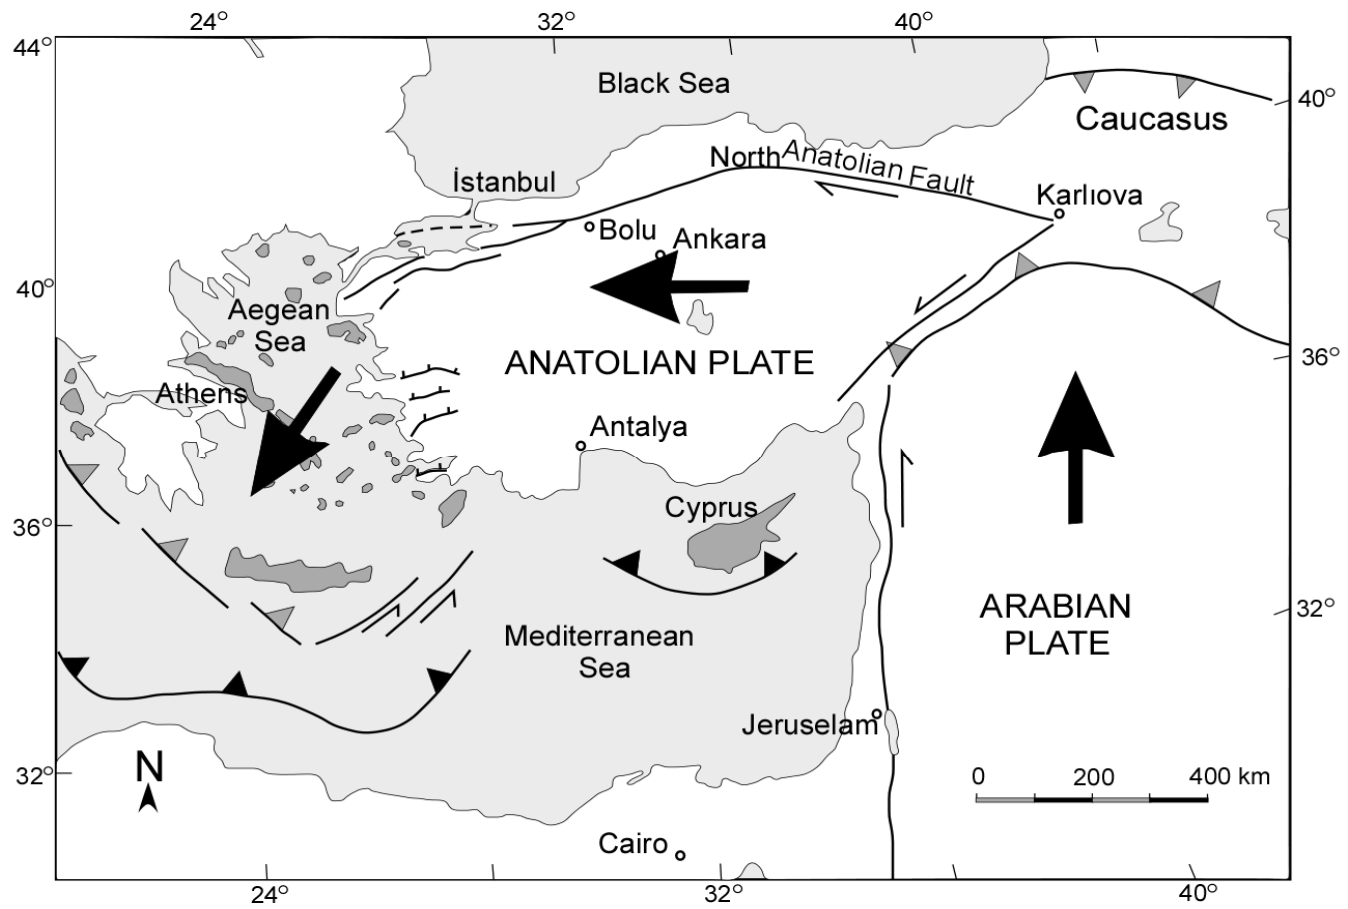 24° 32° 40°
44°
Black Sea
40°
Caucasus
North Anatolian Fault
İstanbul
Karlıova
Bolu
Ankara
40°
Aegean
Sea
ANATOLIAN PLATE
36°
Athens
Antalya
Cyprus
36°
ARABIAN
PLATE
32°
Mediterranean
Sea
Jeruselam
N
32°
0 200 400 km
Cairo
24° 32° 40°